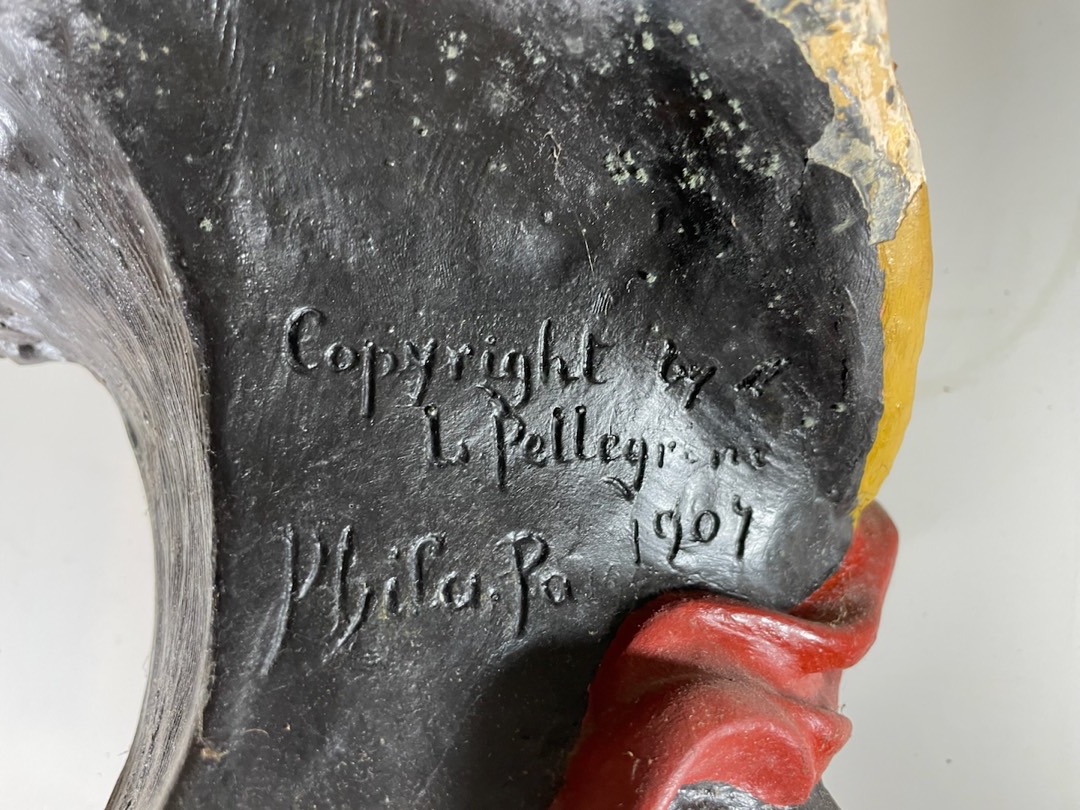 Copyright by
L. Pellegrini
1907
Phila. Pa